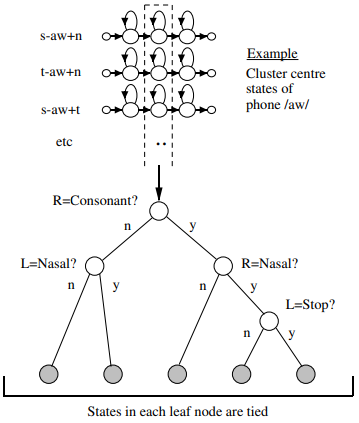 s-aw+n
t-aw+n
s-aw+t
etc
..
Example
Cluster centre
states of
phone /aw/
R=Consonant?
n
y
L=Nasal?
R=Nasal?
n
y
n
y
L=Stop?
n
y
States in each leaf node are tied